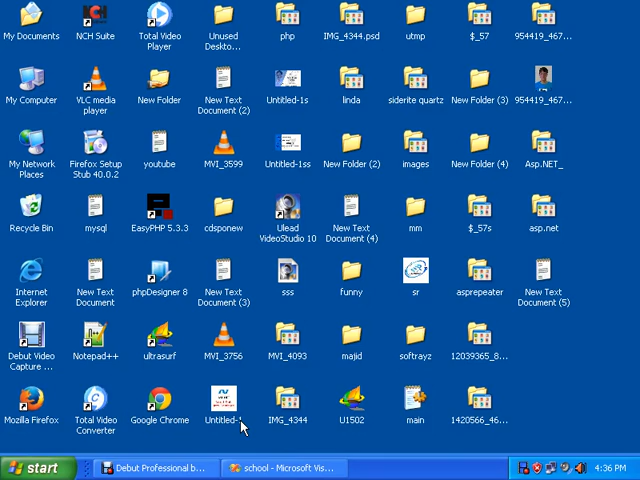 My Documents
NCH Suite
Total Video
Player
Unused
Deskto...
php
IMG_4344.psd
utmp
$_57
954419_467...
My Computer
VLC media
player
New Folder
New Text
Document (2)
Untitled-1s
linda
siderite quartz
New Folder (3)
954419_467...
My Network
Places
Firefox Setup
Stub 40.0.2
youtube
MVI_3599
Untitled-1ss
New Folder (2)
images
New Folder (4)
Asp.NET_
Recycle Bin
mysql
EasyPHP 5.3.3
cdsponew
Ulead
VideoStudio 10
New Text
Document (4)
mm
$_57s
asp.net
Internet
Explorer
New Text
Document
phpDesigner 8
New Text
Document (3)
sss
funny
sr
asprepeater
New Text
Document (5)
Debut Video
Capture ...
Notepad++
ultrasurf
MVI_3756
MVI_4093
majid
softrayz
12039365_8...
Mozilla Firefox
Total Video
Converter
Google Chrome
Untitled-1
IMG_4344
U1502
main
1420566_46...
start
Debut Professional b...
school - Microsoft Vis...
4:36 PM